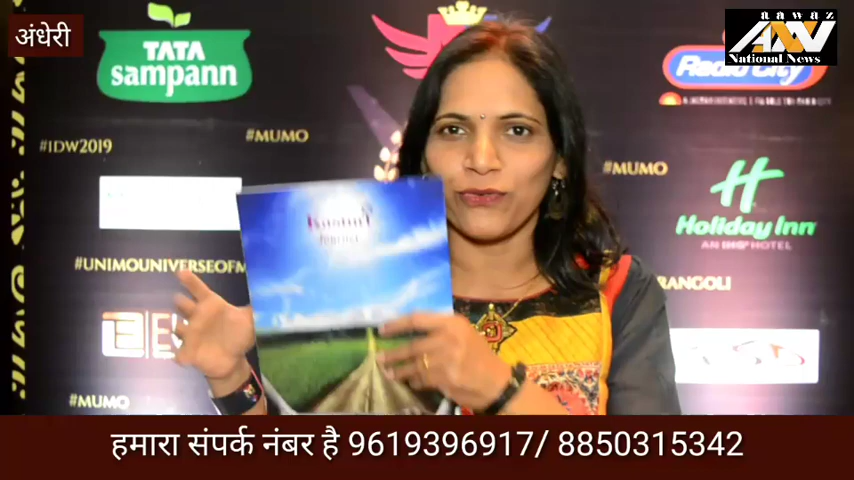 अंधेरी
TATA
sampann
aawaz
ANN
National News
Radio City
#IDW2019
#MUMO
#MUMO
H
Holiday Inn
AN IHG HOTEL
#UNIMOUNIVERSEOFM
RANGOLI
#MUMO
हमारा संपर्क नंबर है 9619396917/ 8850315342